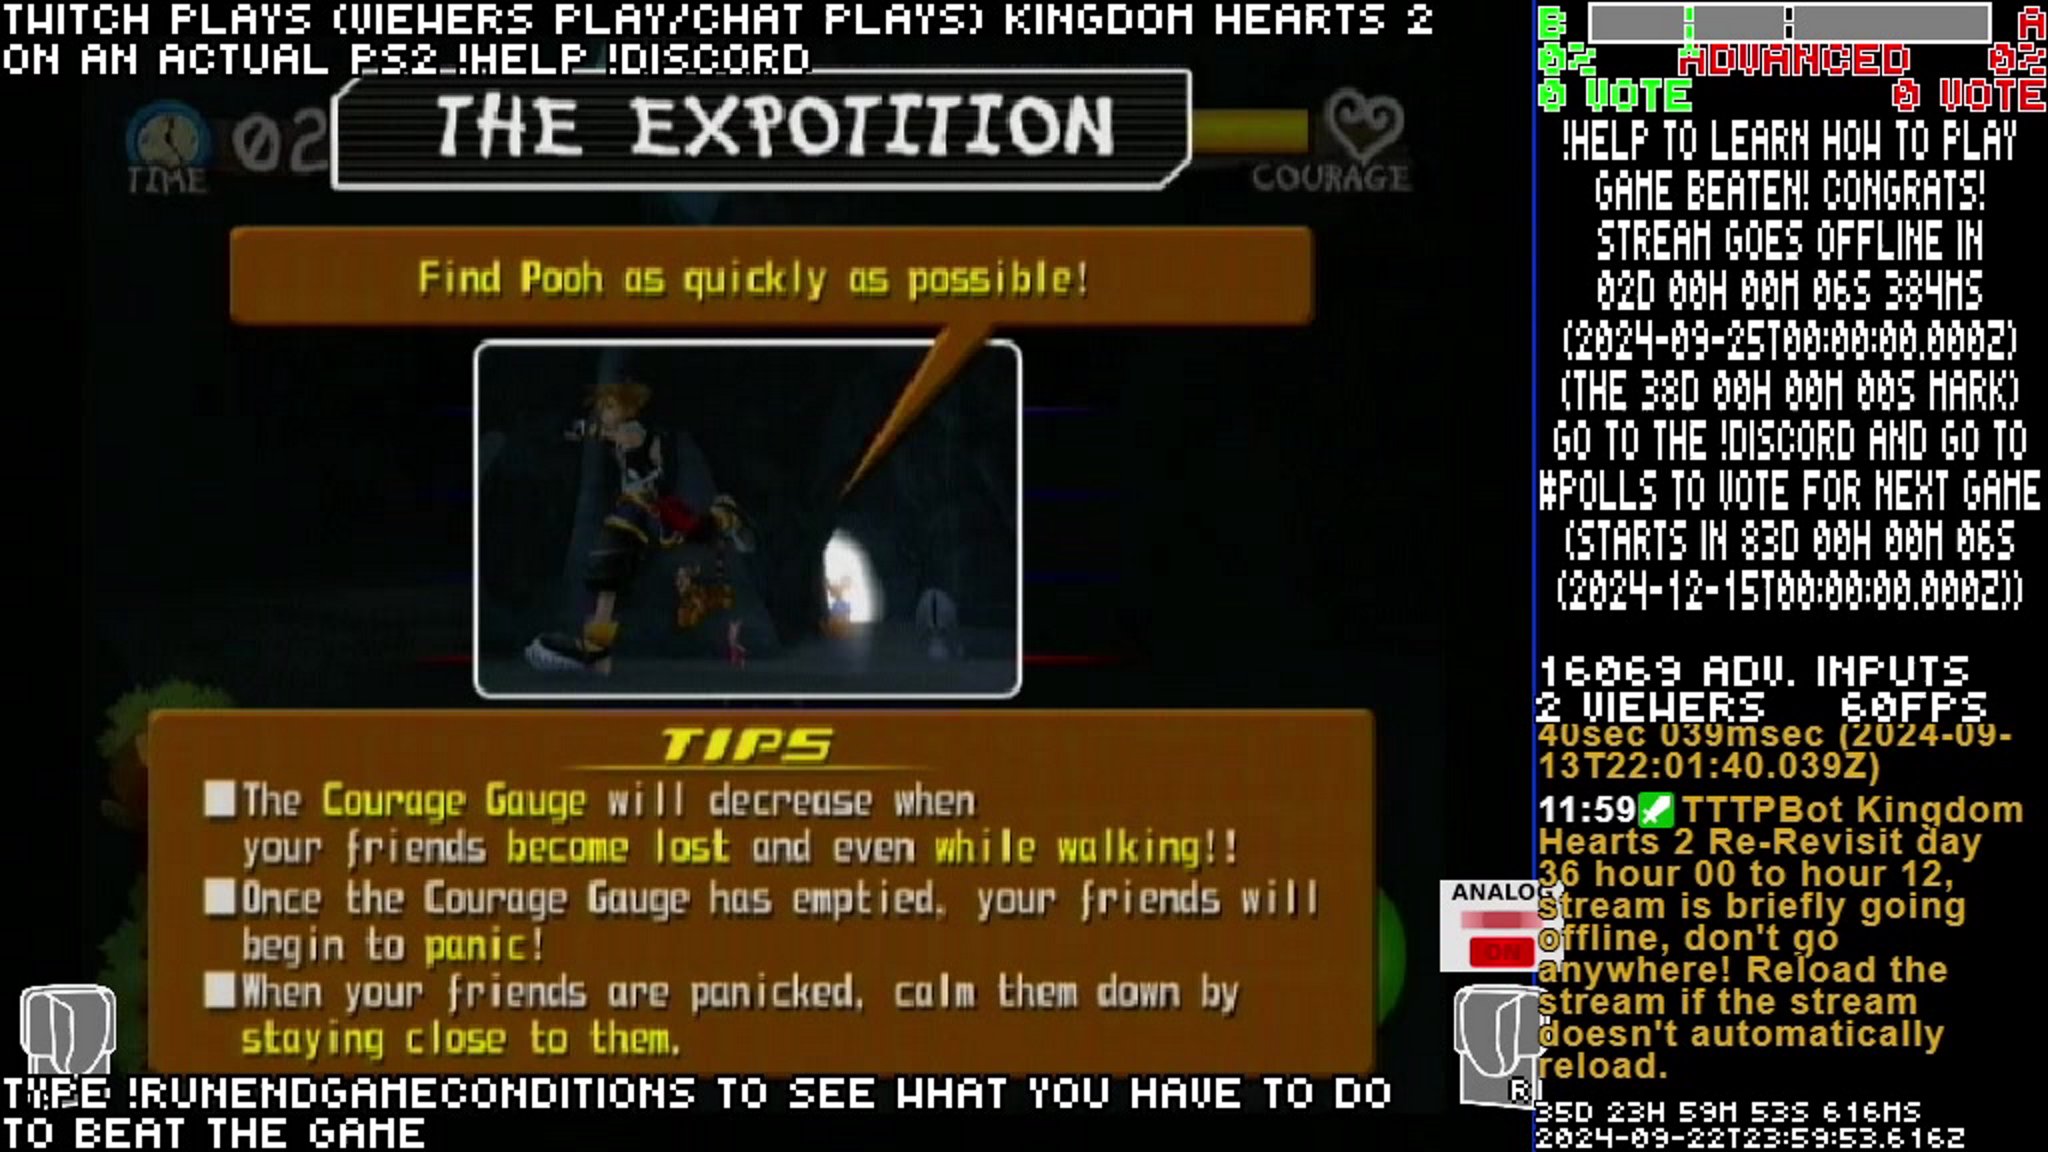 TWITCH PLAYS (VIEWERS PLAY/CHAT PLAYS) KINGDOM HEARTS 2
ON AN ACTUAL PS2 !HELP !DISCORD
TIME
02
THE EXPOTITION
COURAGE
Find Pooh as quickly as possible!
TIPS
The Courage Gauge will decrease when
your friends become lost and even while walking!!
Once the Courage Gauge has emptied, your friends will
begin to panic!
When your friends are panicked, calm them down by
staying close to them.
ANALOG
ON
R1
TYPE !RUNENDGAMECONDITIONS TO SEE WHAT YOU HAVE TO DO
TO BEAT THE GAME
B A
0% ADVANCED 0%
0 VOTE 0 VOTE
!HELP TO LEARN HOW TO PLAY
GAME BEATEN! CONGRATS!
STREAM GOES OFFLINE IN
02D 00H 00M 06S 384MS
(2024-09-25T00:00:00.000Z)
(THE 38D 00H 00M 00S MARK)
GO TO THE !DISCORD AND GO TO
#POLLS TO VOTE FOR NEXT GAME
(STARTS IN 83D 00H 00M 06S
(2024-12-15T00:00:00.000Z))
16069 ADV. INPUTS
2 VIEWERS 60FPS
40sec 039msec (2024-09-
13T22:01:40.039Z)
11:59 TTTPBot Kingdom
Hearts 2 Re-Revisit day
36 hour 00 to hour 12,
stream is briefly going
offline, don't go
anywhere! Reload the
stream if the stream
doesn't automatically
reload.
35D 23H 59M 53S 616MS
2024-09-22T23:59:53.616Z